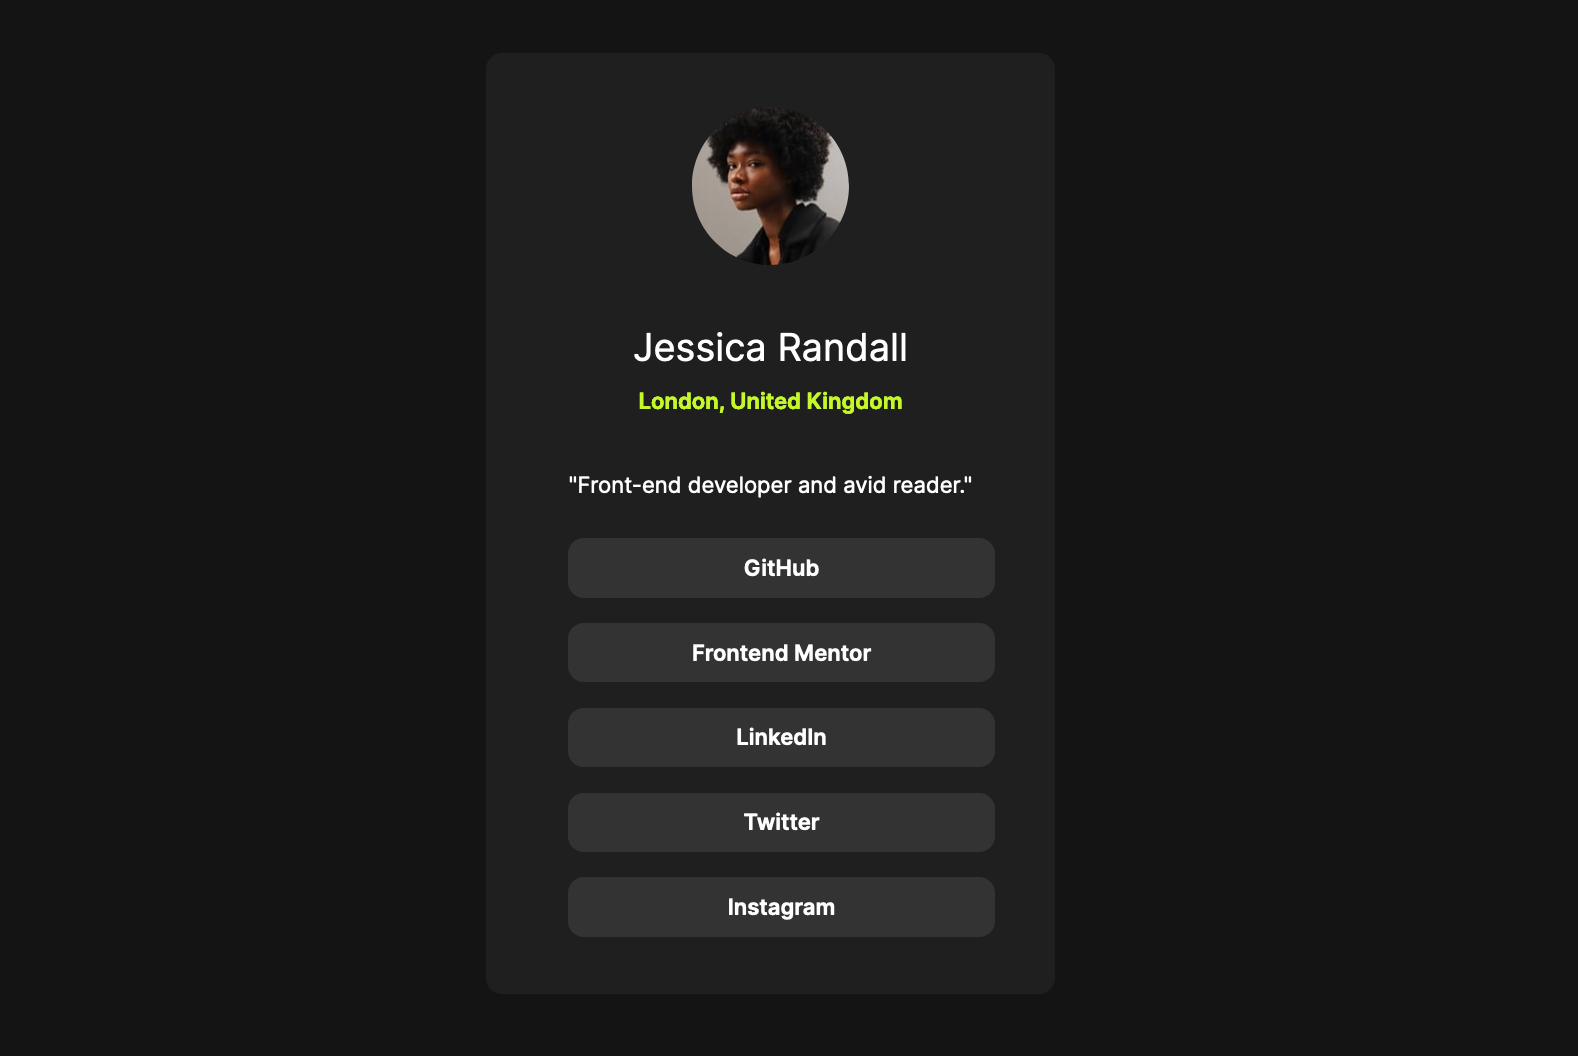 Jessica Randall
London, United Kingdom
"Front-end developer and avid reader."
GitHub
Frontend Mentor
LinkedIn
Twitter
Instagram